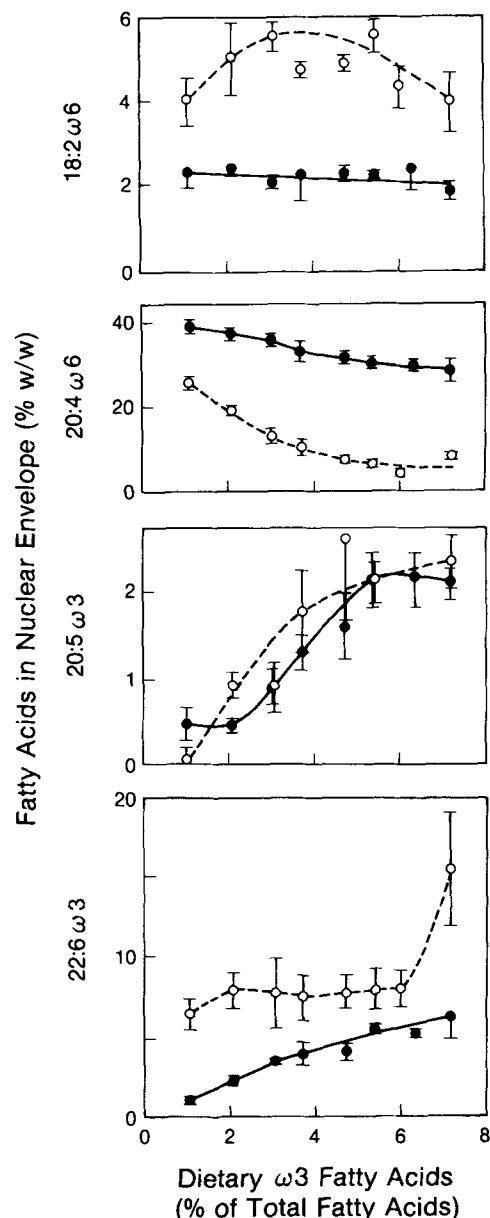 Fatty Acids in Nuclear Envelope (% w/w)
18:2ω6
6
4
2
0
20:4ω6
40
20
0
20:5ω3
2
1
0
22:6ω3
20
10
0
0 2 4 6 8
Dietary ω3 Fatty Acids
(% of Total Fatty Acids)